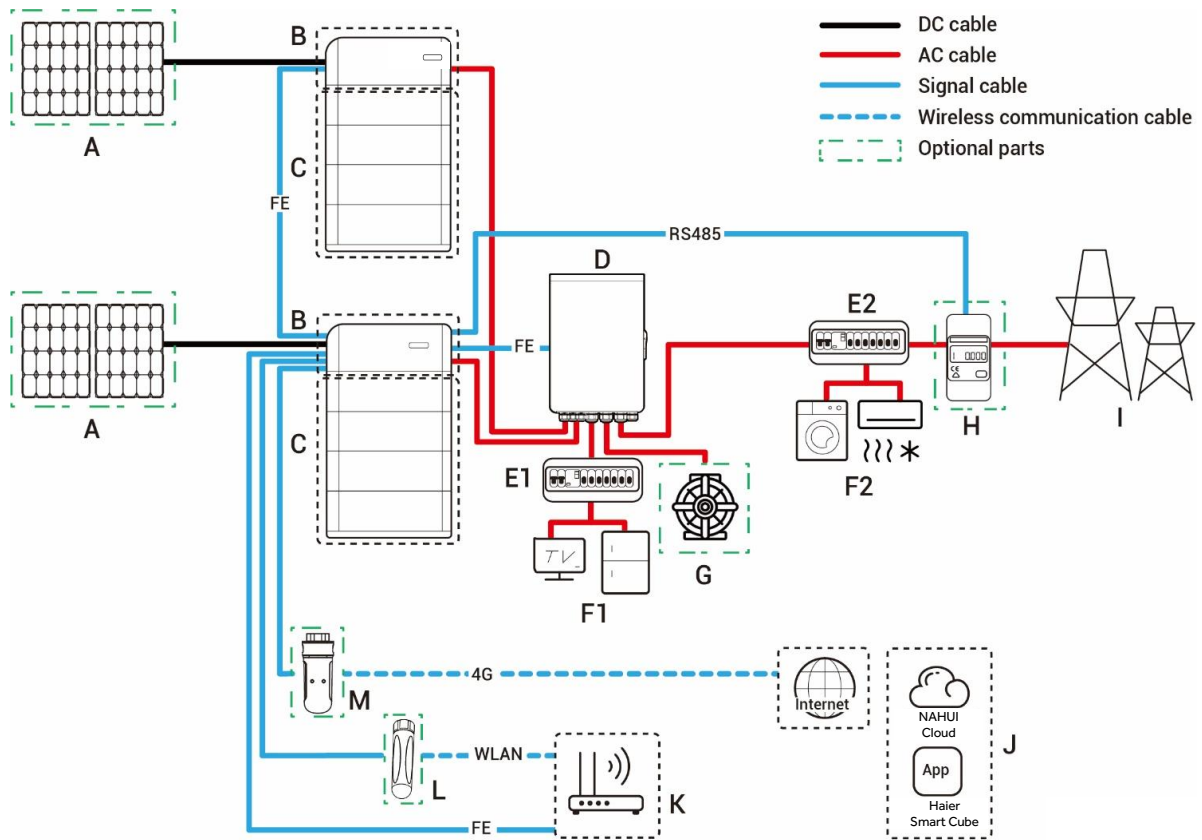 DC cable
AC cable
Signal cable
Wireless communication cable
Optional parts
A
B
C
FE
A
B
C
RS485
FE
D
E1
TV
F1
G
E2
CE
F2
H
I
M
4G
Internet
L
WLAN
K
FE
NAHUI
Cloud
App
Haier
Smart Cube
J